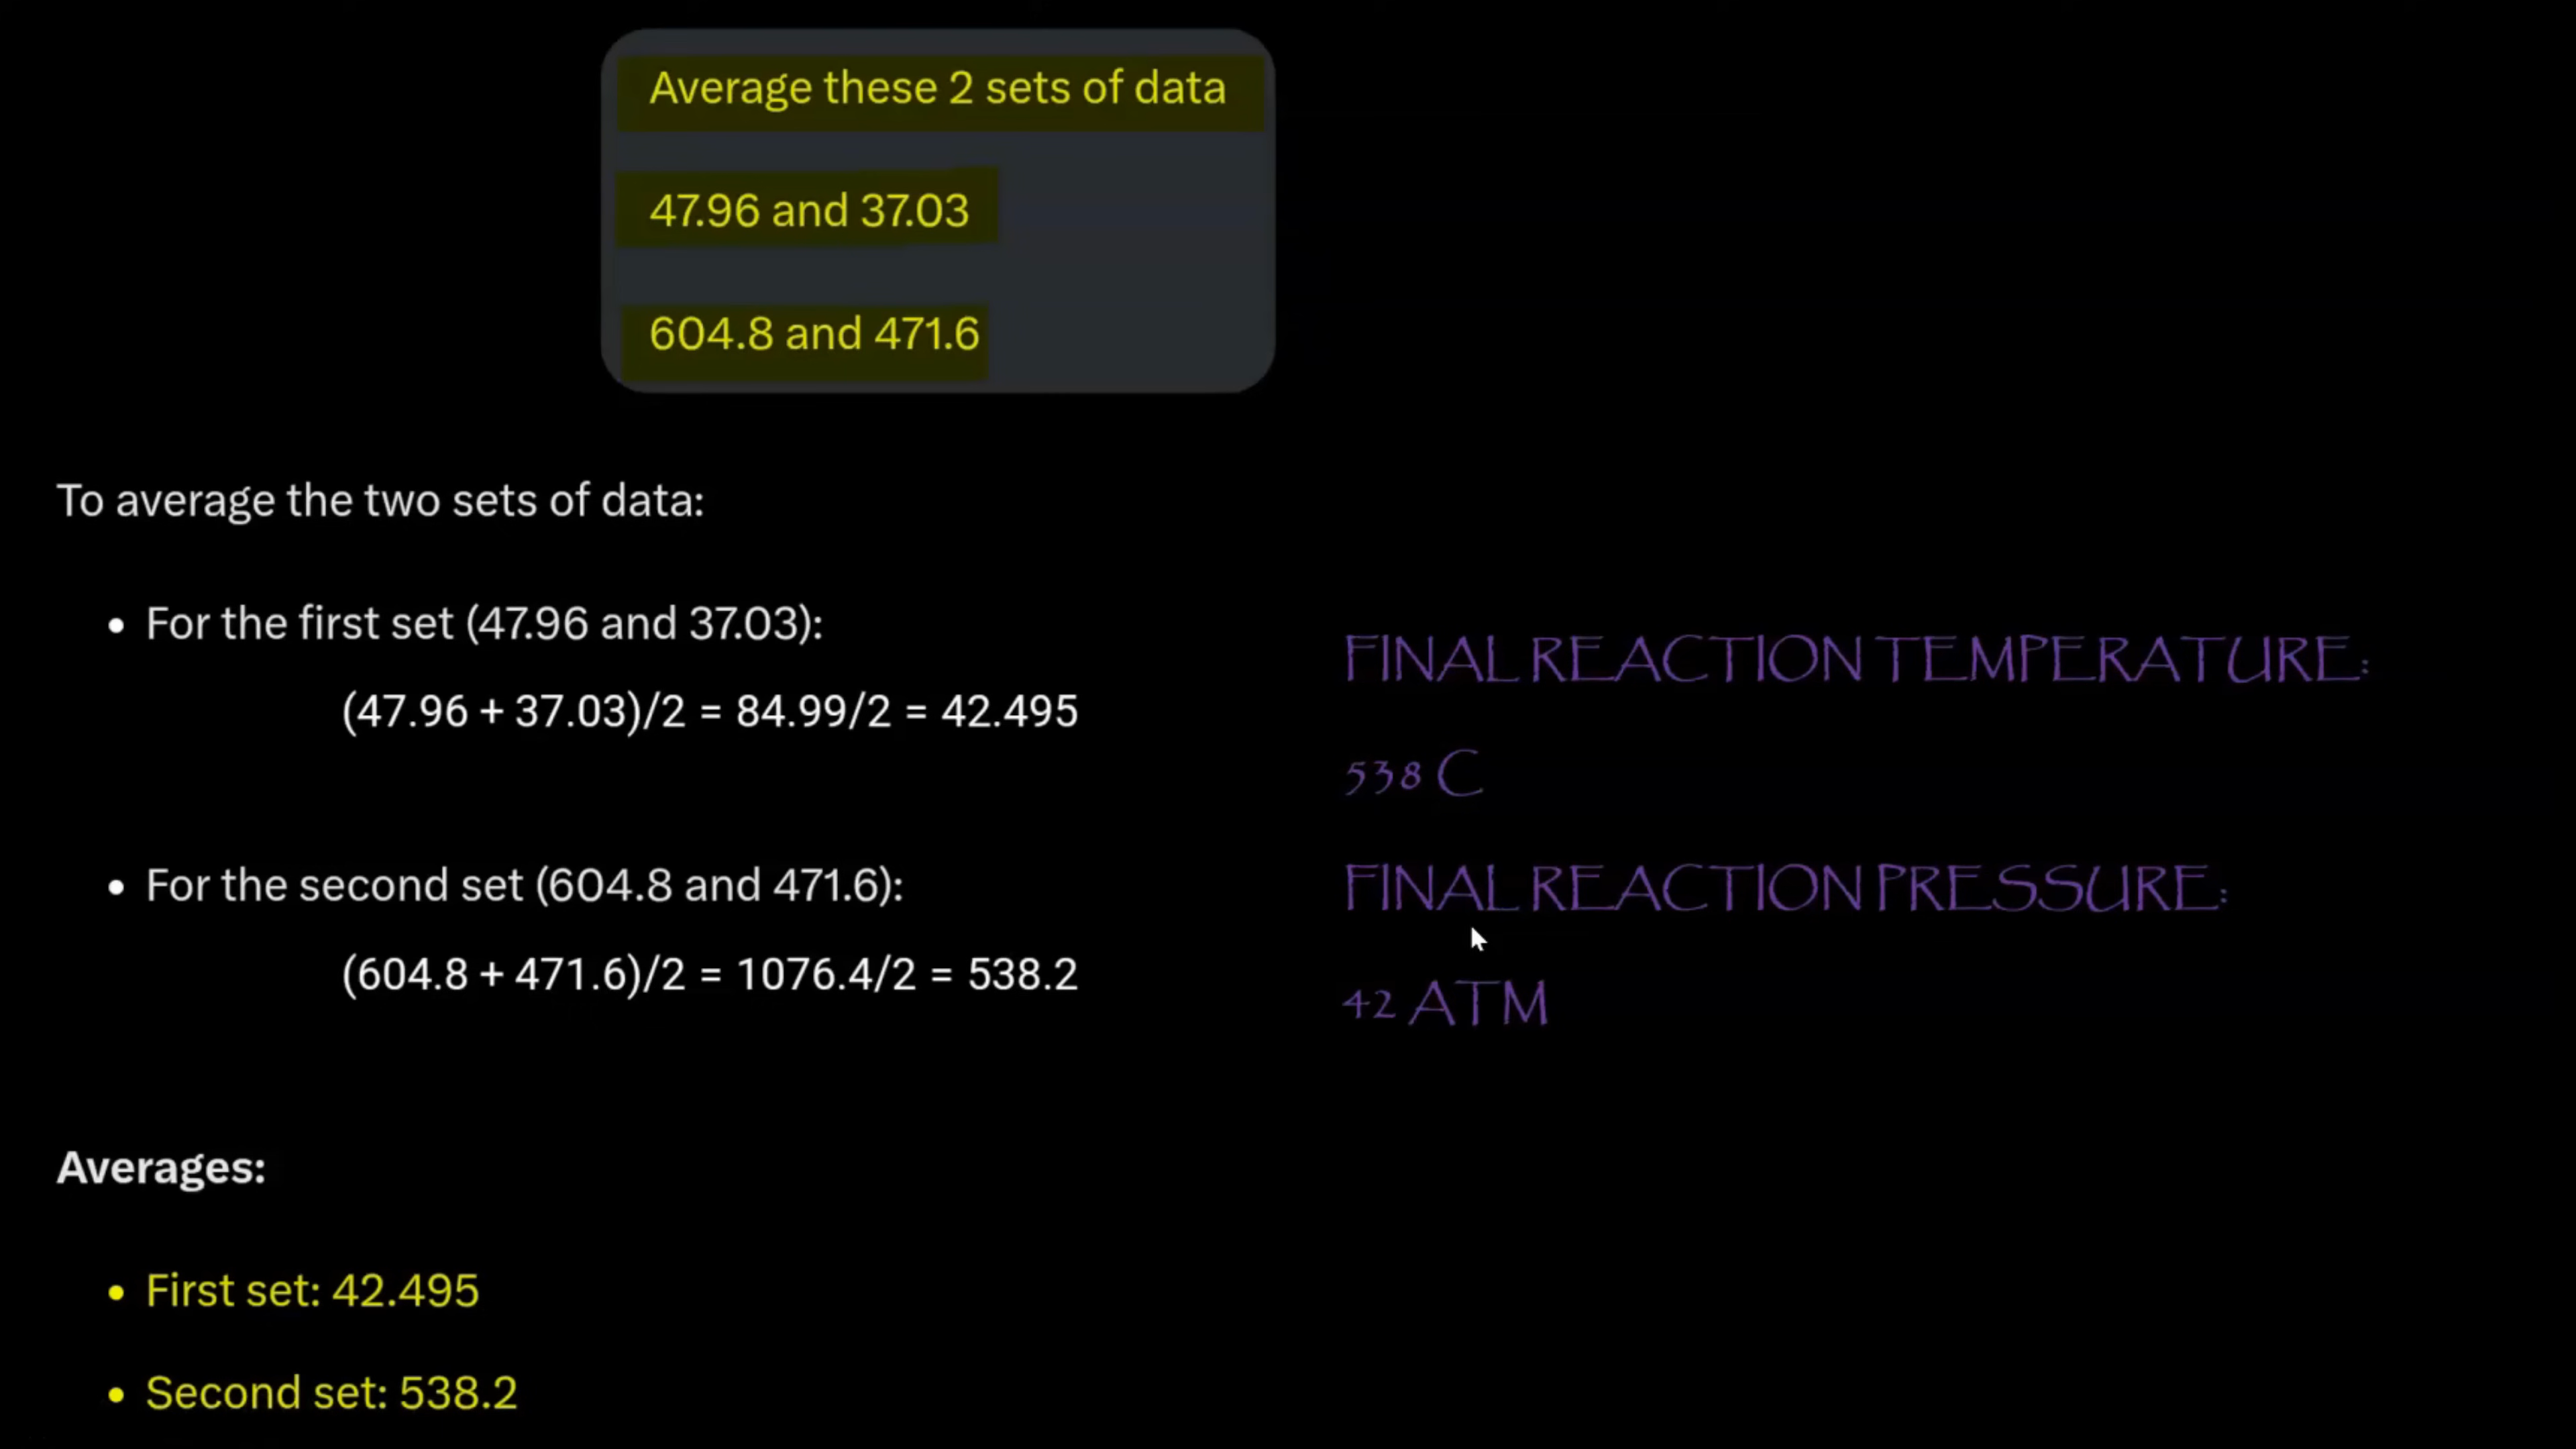 Average these 2 sets of data
47.96 and 37.03
604.8 and 471.6
To average the two sets of data:
• For the first set (47.96 and 37.03):
(47.96 + 37.03)/2 = 84.99/2 = 42.495
• For the second set (604.8 and 471.6):
(604.8 + 471.6)/2 = 1076.4/2 = 538.2
Averages:
• First set: 42.495
• Second set: 538.2
FINAL REACTION TEMPERATURE:
538 C
FINAL REACTION PRESSURE:
42 ATM